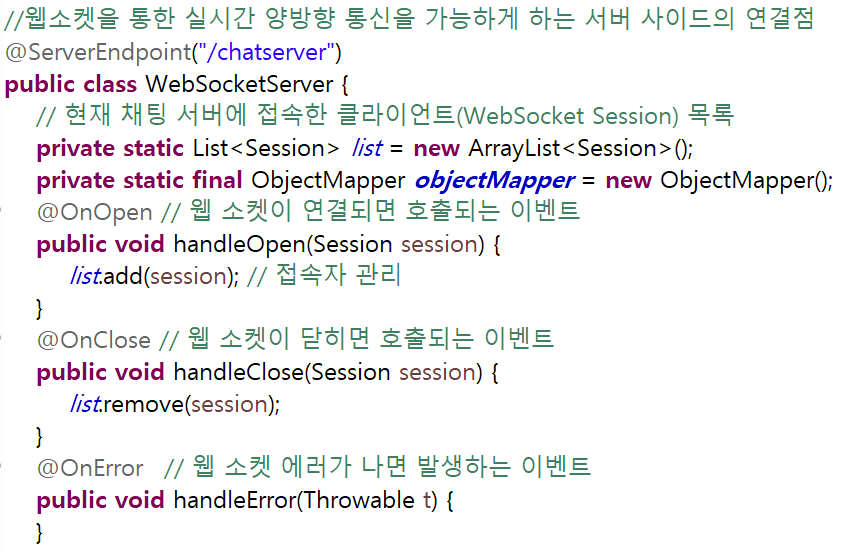 //웹소켓을 통한 실시간 양방향 통신을 가능하게 하는 서버 사이드의 연결점
@ServerEndpoint("/chatserver")
public class WebSocketServer {
// 현재 채팅 서버에 접속한 클라이언트(WebSocket Session) 목록
private static List<Session> list = new ArrayList<Session>();
private static final ObjectMapper objectMapper = new ObjectMapper();
@OnOpen // 웹 소켓이 연결되면 호출되는 이벤트
public void handleOpen(Session session) {
list.add(session); // 접속자 관리
}
@OnClose // 웹 소켓이 닫히면 호출되는 이벤트
public void handleClose(Session session) {
list.remove(session);
}
@OnError // 웹 소켓 에러가 나면 발생하는 이벤트
public void handleError(Throwable t) {
}